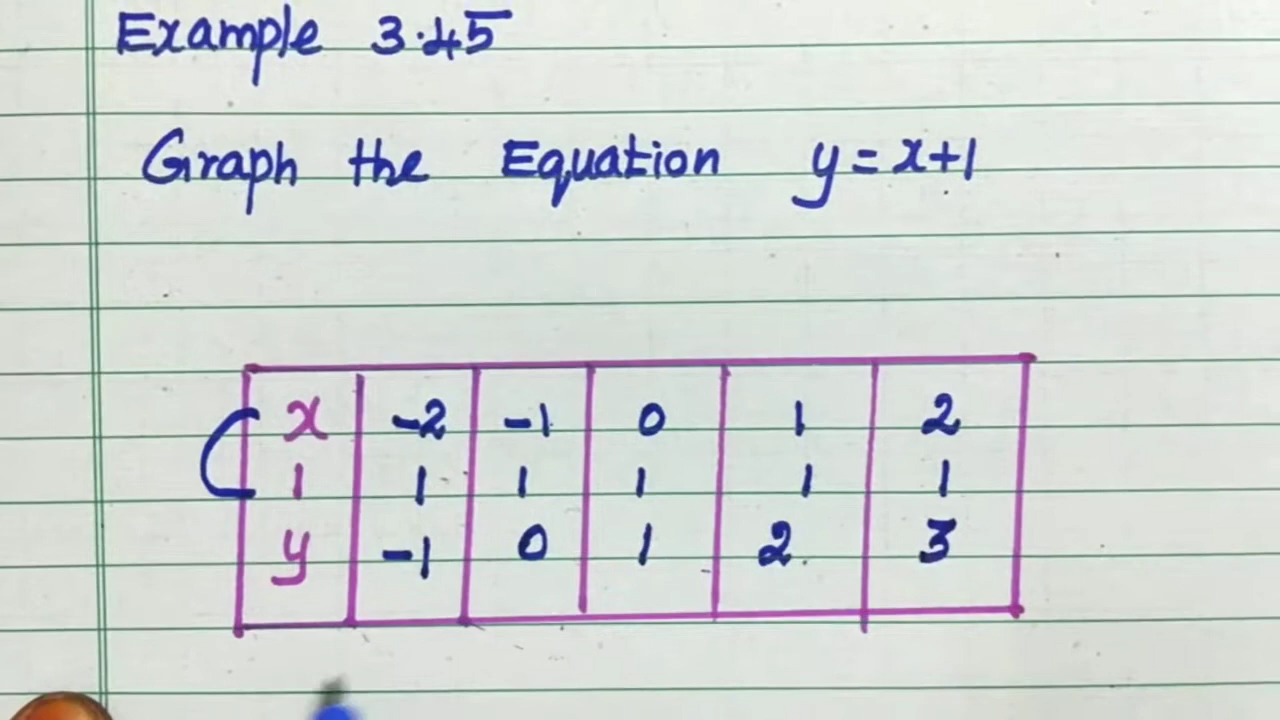 Example 3.45
Graph the Equation y = x+1
x -2 -1 0 1 2
1 1 1 1 1 1
y -1 0 1 2 3